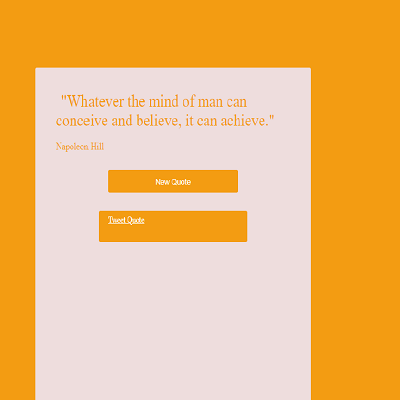 "Whatever the mind of man can
conceive and believe, it can achieve."
Napoleon Hill
New Quote
Tweet Quote